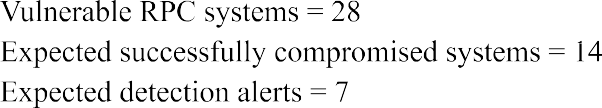 Vulnerable RPC systems = 28
Expected successfully compromised systems = 14
Expected detection alerts = 7